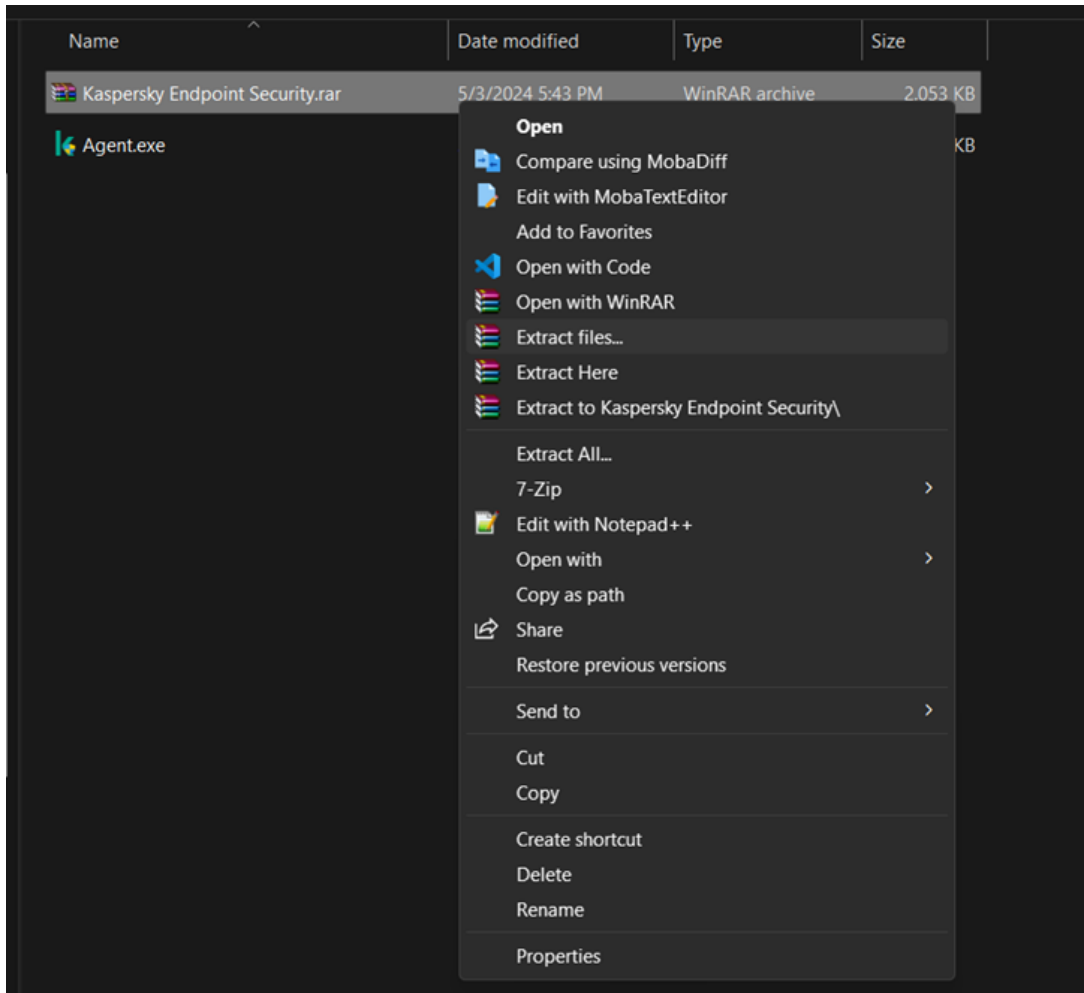 Name Date modified Type Size
Kaspersky Endpoint Security.rar 5/3/2024 5:43 PM WinRAR archive 2.053 KB
Agent.exe KB
Open
Compare using MobaDiff
Edit with MobaTextEditor
Add to Favorites
Open with Code
Open with WinRAR
Extract files...
Extract Here
Extract to Kaspersky Endpoint Security\
Extract All...
7-Zip
Edit with Notepad++
Open with
Copy as path
Share
Restore previous versions
Send to
Cut
Copy
Create shortcut
Delete
Rename
Properties